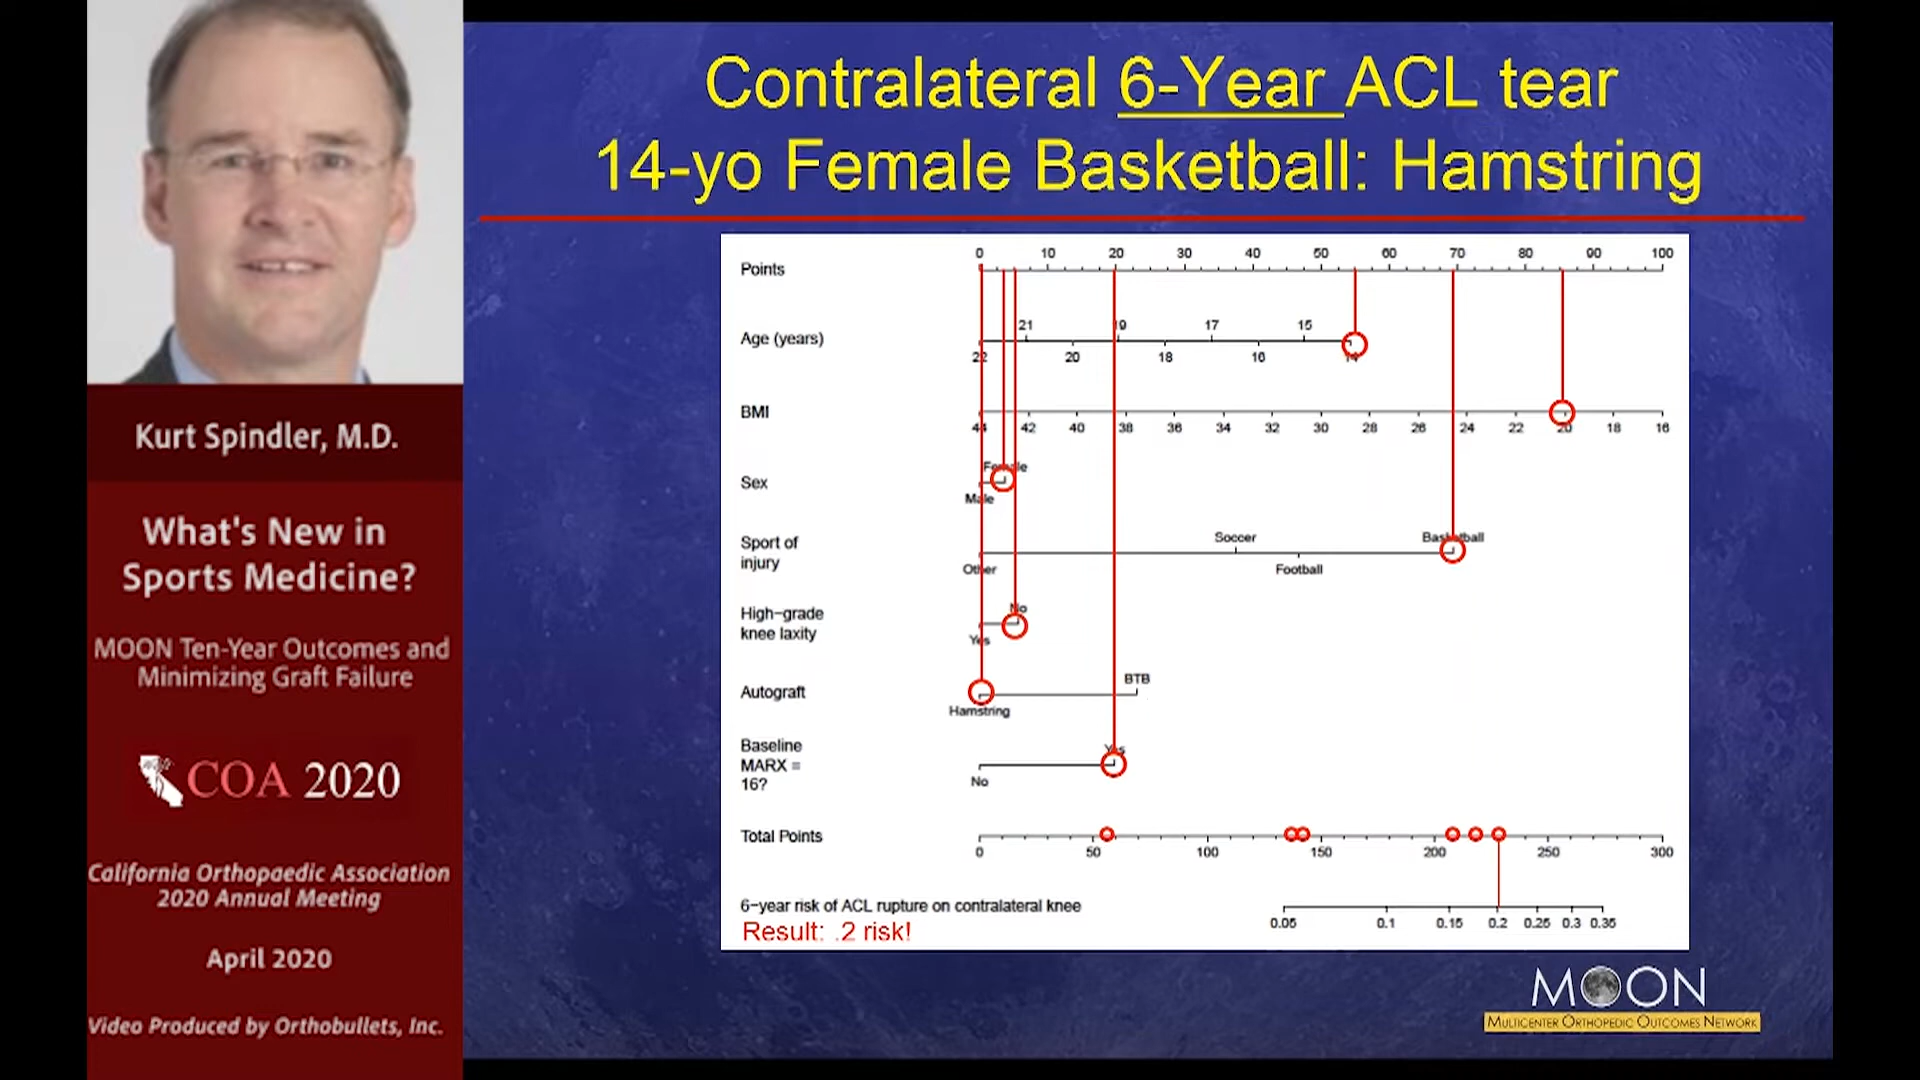 Contralateral 6-Year ACL tear
14-yo Female Basketball: Hamstring
Kurt Spindler, M.D.
What's New in
Sports Medicine?
MOON Ten-Year Outcomes and
Minimizing Graft Failure
COA 2020
California Orthopaedic Association
2020 Annual Meeting
April 2020
Video Produced by Orthobullets, Inc.
Points
0 10 20 30 40 50 60 70 80 90 100
Age (years)
21 19 17 15
22 20 18 16 14
BMI
44 42 40 38 36 34 32 30 28 26 24 22 20 18 16
Sex
Female
Male
Sport of
injury
Soccer Basketball
Other Football
High-grade
knee laxity
No
Yes
Autograft
BTB
Hamstring
Baseline
MARX =
16?
Yes
No
Total Points
0 50 100 150 200 250 300
6-year risk of ACL rupture on contralateral knee
0.05 0.1 0.15 0.2 0.25 0.3 0.35
Result: .2 risk!
MOON
MULTICENTER ORTHOPEDIC OUTCOMES NETWORK